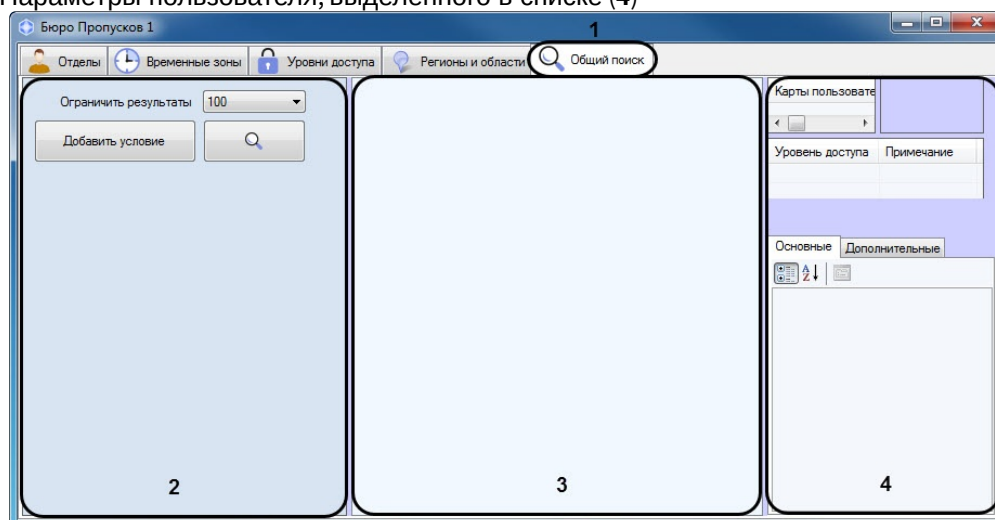 Параметры пользователя, выделенного в списке (4)
Бюро Пропусков 1
1
Отделы
Временные зоны
Уровни доступа
Регионы и области
Общий поиск
Ограничить результаты 100
Добавить условие
Карты пользовате
Уровень доступа Примечание
Основные Дополнительные
2
3
4